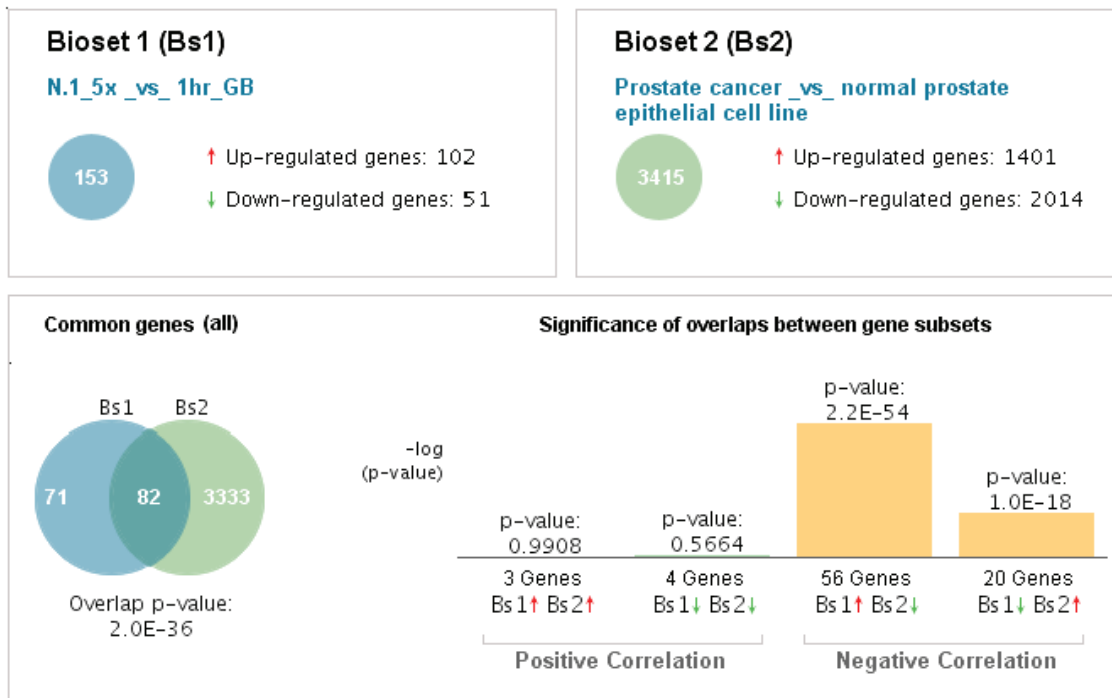 Bioset 1 (Bs1)
N.1_5x _vs_ 1hr_GB
153
↑ Up-regulated genes: 102
↓ Down-regulated genes: 51
Bioset 2 (Bs2)
Prostate cancer _vs_ normal prostate
epithelial cell line
3415
↑ Up-regulated genes: 1401
↓ Down-regulated genes: 2014
Common genes (all)
Bs1 Bs2
71 82 3333
Overlap p-value:
2.0E-36
Significance of overlaps between gene subsets
-log
(p-value)
p-value:
0.9908
3 Genes
Bs1↑ Bs2↑
p-value:
0.5664
4 Genes
Bs1↓ Bs2↓
p-value:
2.2E-54
56 Genes
Bs1↑ Bs2↓
p-value:
1.0E-18
20 Genes
Bs1↓ Bs2↑
Positive Correlation
Negative Correlation